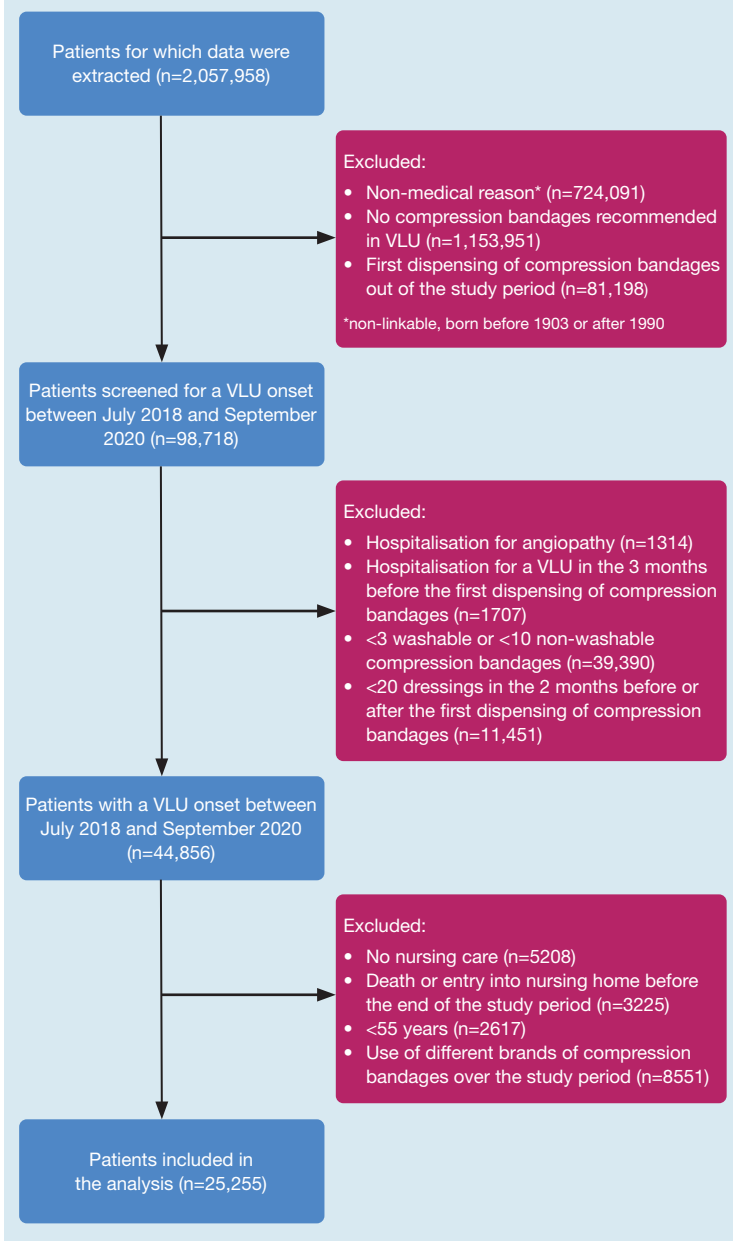 Patients for which data were
extracted (n=2,057,958)
Excluded:
• Non-medical reason* (n=724,091)
• No compression bandages recommended
in VLU (n=1,153,951)
• First dispensing of compression bandages
out of the study period (n=81,198)
*non-linkable, born before 1903 or after 1990
Patients screened for a VLU onset
between July 2018 and September
2020 (n=98,718)
Excluded:
• Hospitalisation for angiopathy (n=1314)
• Hospitalisation for a VLU in the 3 months
before the first dispensing of compression
bandages (n=1707)
• <3 washable or <10 non-washable
compression bandages (n=39,390)
• <20 dressings in the 2 months before or
after the first dispensing of compression
bandages (n=11,451)
Patients with a VLU onset between
July 2018 and September 2020
(n=44,856)
Excluded:
• No nursing care (n=5208)
• Death or entry into nursing home before
the end of the study period (n=3225)
• <55 years (n=2617)
• Use of different brands of compression
bandages over the study period (n=8551)
Patients included in
the analysis (n=25,255)